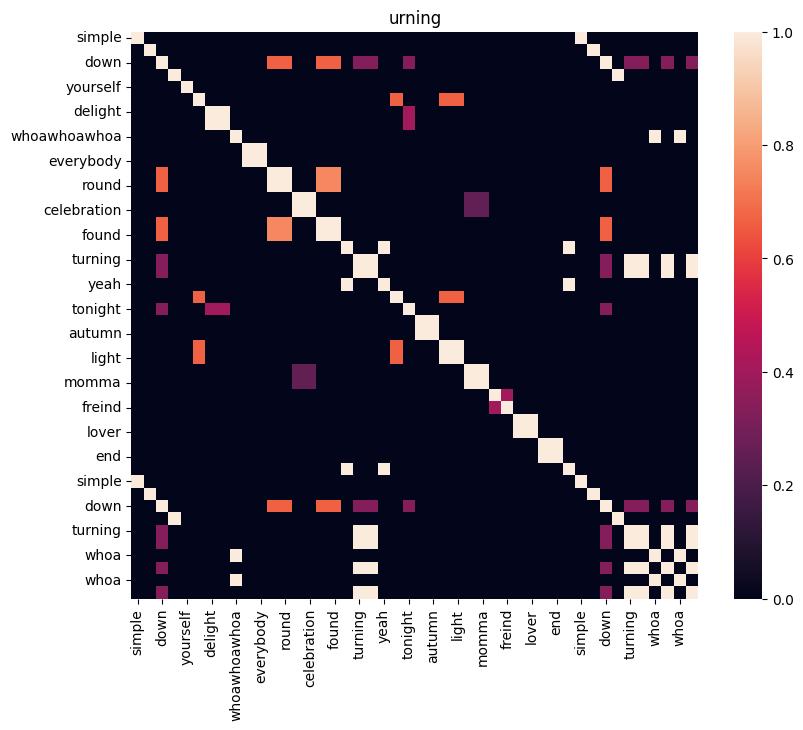 urning
simple
down
yourself
delight
whoawhoawhoa
everybody
round
celebration
found
turning
yeah
tonight
autumn
light
momma
freind
lover
end
simple
down
turning
whoa
whoa
1.0
0.8
0.6
0.4
0.2
0.0
simple
down
yourself
delight
whoawhoawhoa
everybody
round
celebration
found
turning
yeah
tonight
autumn
light
momma
freind
lover
end
simple
down
turning
whoa
whoa